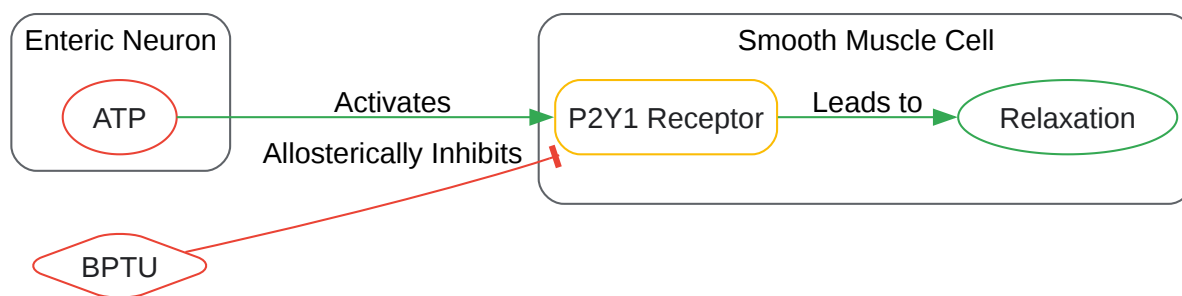 Enteric Neuron
Smooth Muscle Cell
ATP
Activates
P2Y1 Receptor
Leads to
Relaxation
Allosterically Inhibits
BPTU